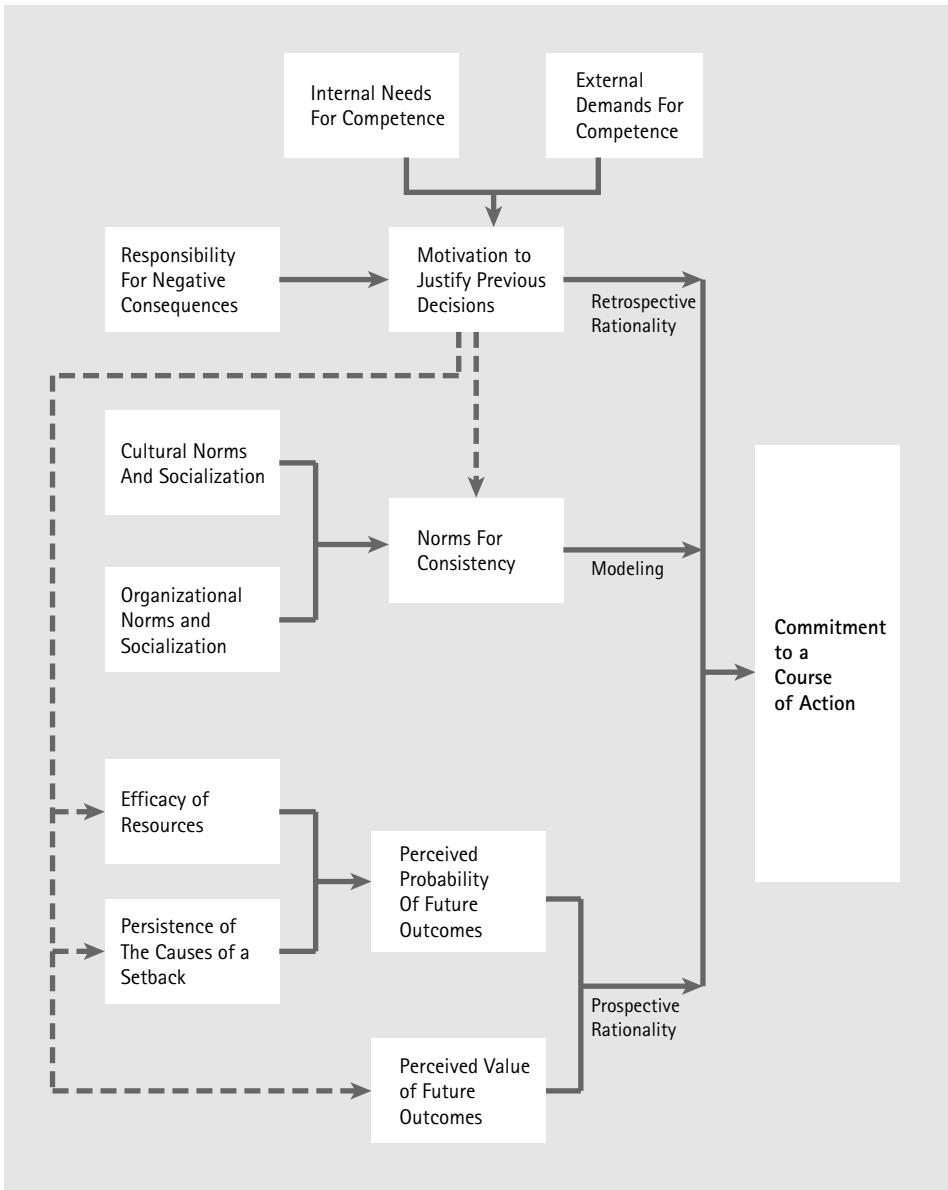 Internal Needs
For Competence
External
Demands For
Competence
Responsibility
For Negative
Consequences
Motivation to
Justify Previous
Decisions
Retrospective
Rationality
Cultural Norms
And Socialization
Organizational
Norms and
Socialization
Norms For
Consistency
Modeling
Commitment
to a
Course
of Action
Efficacy of
Resources
Persistence of
The Causes of a
Setback
Perceived
Probability
Of Future
Outcomes
Prospective
Rationality
Perceived Value
of Future
Outcomes